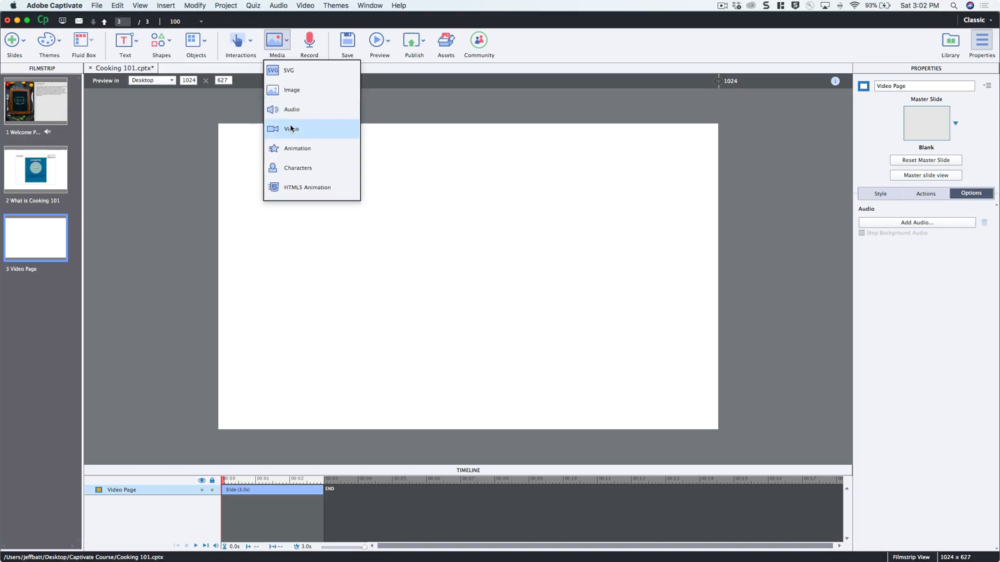 Adobe Captivate File Edit View Insert Modify Project Quiz Audio Video Themes Window Help 93% Sat 3:02 PM
Cp 3 / 3 100 Classic
Slides Themes Fluid Box Text Shapes Objects Interactions Media Record Save Preview Publish Assets Community Library Properties
FILMSTRIP
× Cooking 101.cptx*
PROPERTIES
Preview in Desktop 1024 627 1024
SVG SVG
Image
Audio
Video
Animation
Characters
HTML5 Animation
1 Welcome P...
2 What is Cooking 101
3 Video Page
Video Page
Master Slide
Blank
Reset Master Slide
Master slide view
Style Actions Options
Audio
Add Audio...
Stop Background Audio
TIMELINE
00:00 00:01 00:02 00:03 00:04 00:05 00:06 00:07 00:08 00:09 00:10 00:11 00:12 00:13 00:14 00:15 00:16 00:17
Video Page Slide (3.0s) END
0.0s -- -- 3.0s
/Users/jeffbatt/Desktop/Captivate Course/Cooking 101.cptx Filmstrip View 1024 x 627